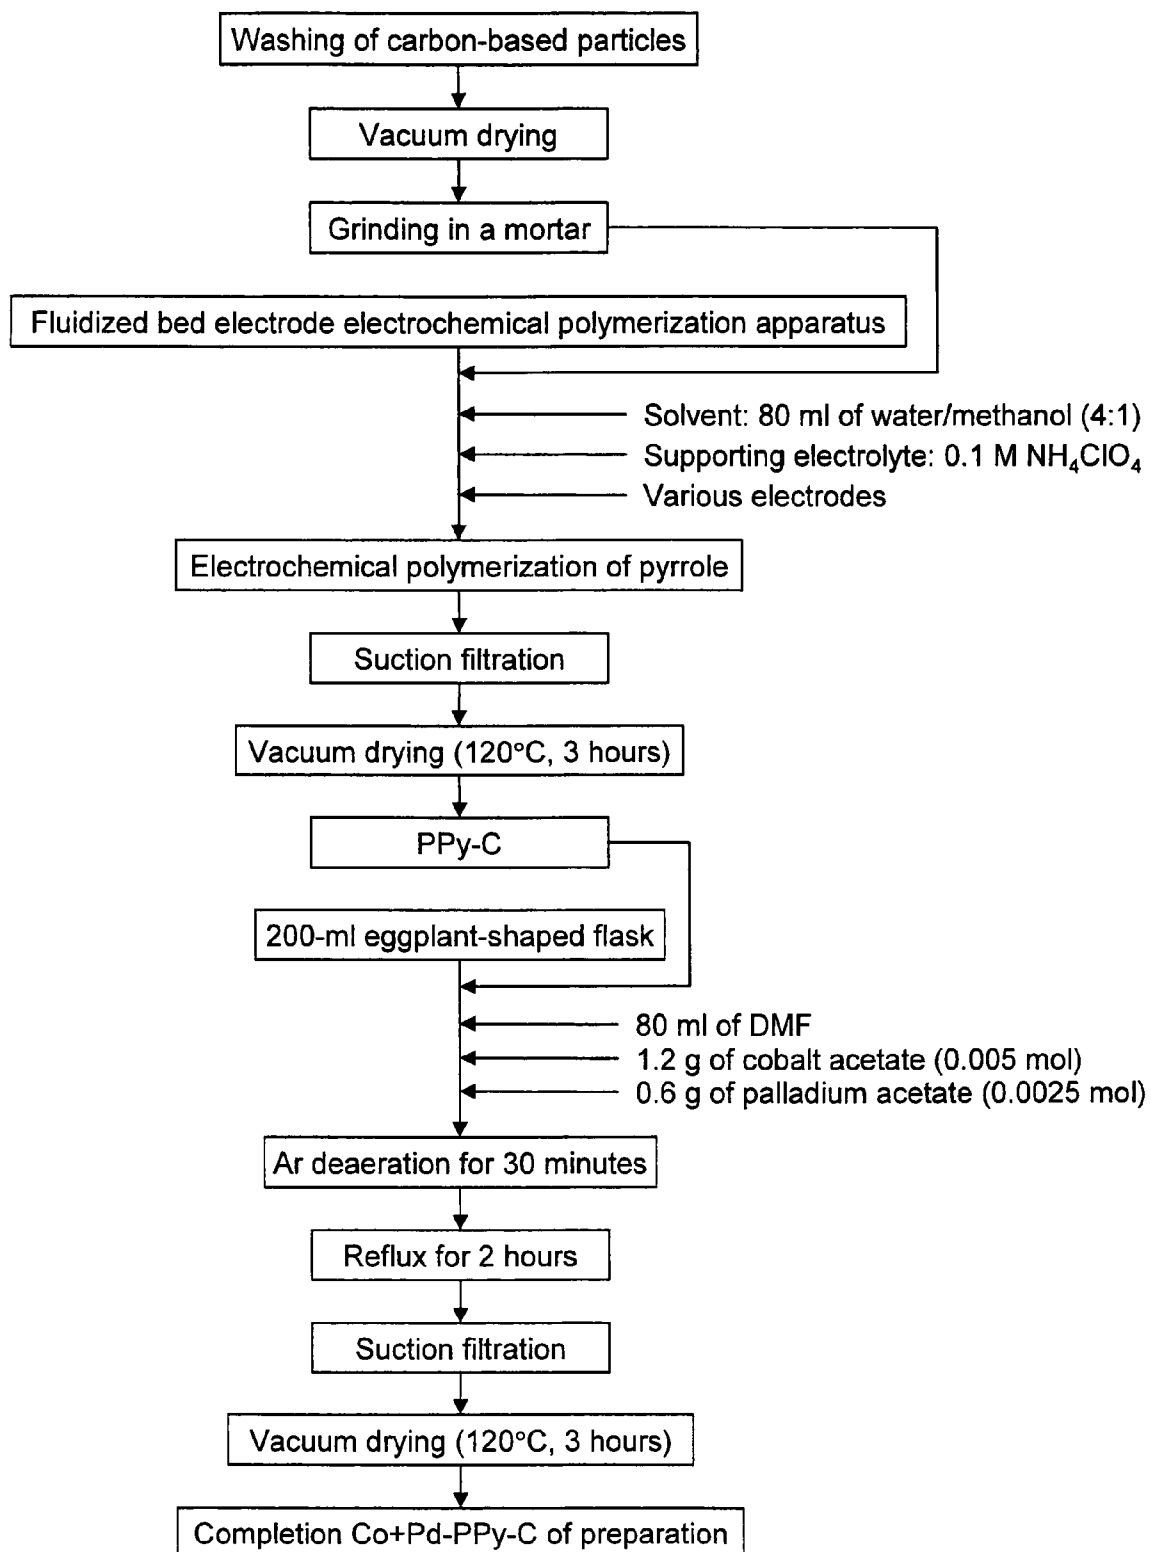 Washing of carbon-based particles
Vacuum drying
Grinding in a mortar
Fluidized bed electrode electrochemical polymerization apparatus
Solvent: 80 ml of water/methanol (4:1)
Supporting electrolyte: 0.1 M NH₄ClO₄
Various electrodes
Electrochemical polymerization of pyrrole
Suction filtration
Vacuum drying (120°C, 3 hours)
PPy-C
200-ml eggplant-shaped flask
80 ml of DMF
1.2 g of cobalt acetate (0.005 mol)
0.6 g of palladium acetate (0.0025 mol)
Ar deaeration for 30 minutes
Reflux for 2 hours
Suction filtration
Vacuum drying (120°C, 3 hours)
Completion Co+Pd-PPy-C of preparation